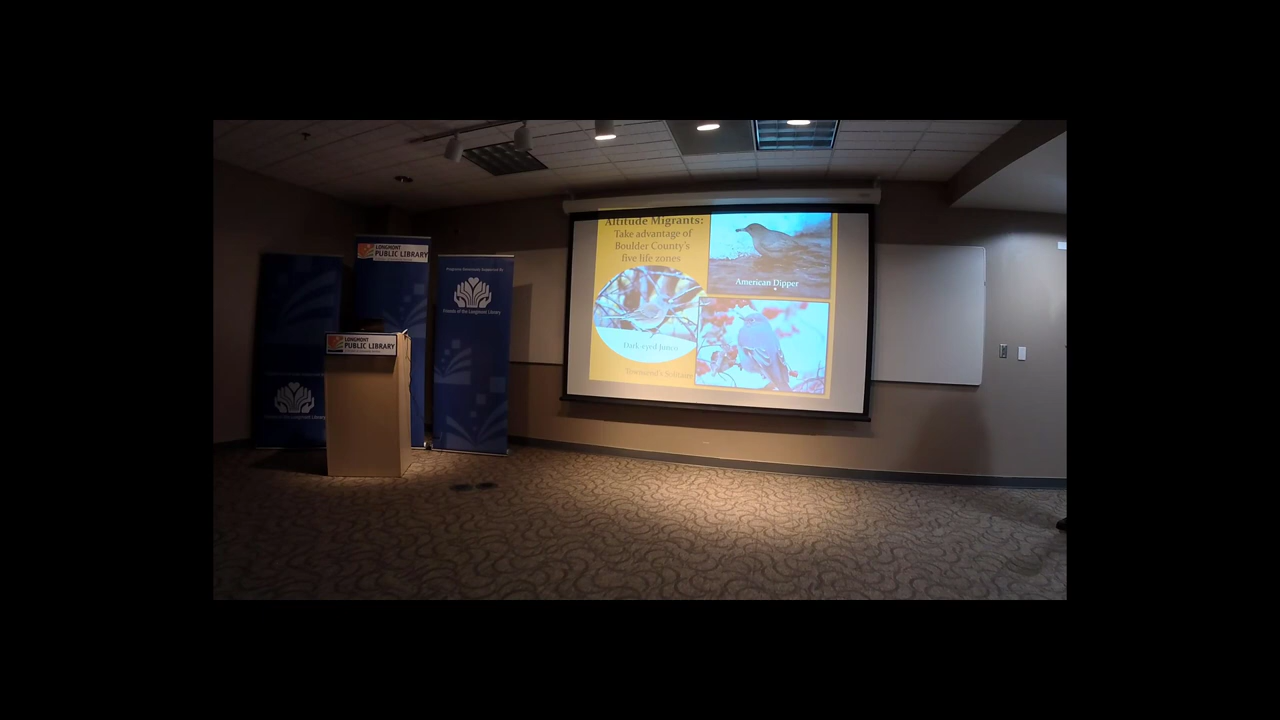 LONGMONT
PUBLIC LIBRARY
Friends of the Longmont Library
LONGMONT
PUBLIC LIBRARY
Altitude Migrants:
Take advantage of
Boulder County's
five life zones
American Dipper
Dark-eyed Junco
Townsend's Solitaire